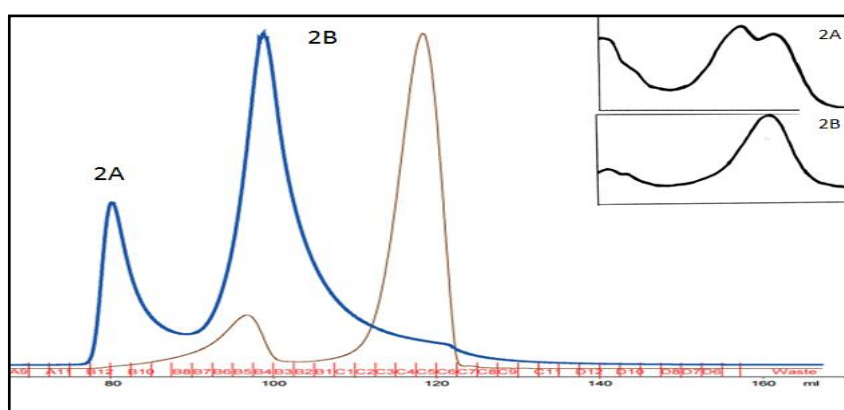 2A
2B
2A
2B
A9 A11 B12 B10 B8 B7 B6 B5 B4 B3 B2 B1 C1 C2 C3 C4 C5 C6 C7 C8 C9 C11 D12 D10 D8 D7 D6 Waste
80 100 120 140 160 ml